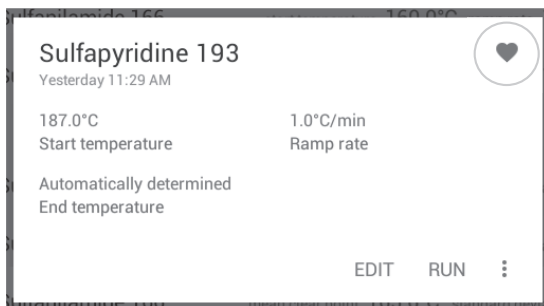 Sulfapyridine 193
Yesterday 11:29 AM
187.0°C 1.0°C/min
Start temperature Ramp rate
Automatically determined
End temperature
EDIT RUN